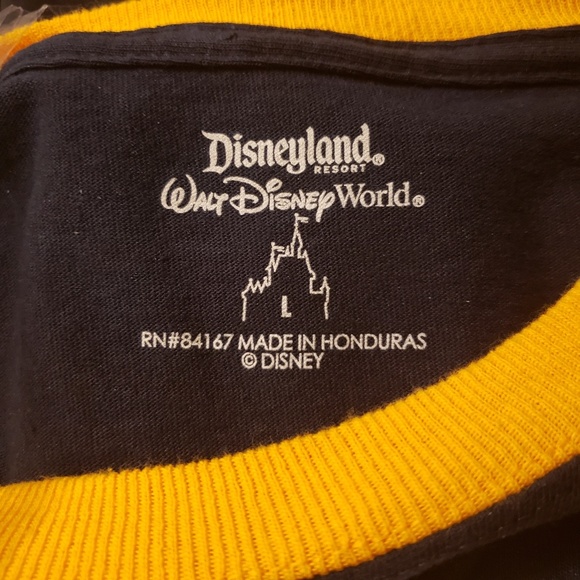 Disneyland®
RESORT
WALT DISNEY World®
L
RN#84167 MADE IN HONDURAS
© DISNEY